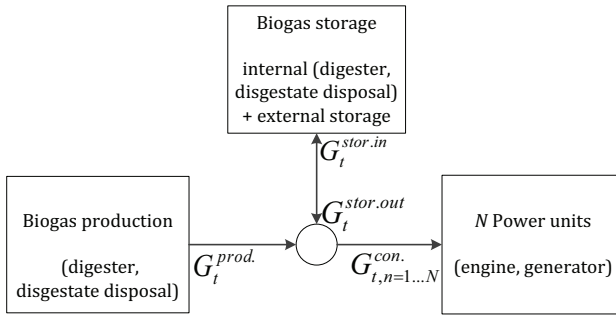 Biogas storage
internal (digester,
disgestate disposal)
+ external storage
G_t^{stor.in}
G_t^{stor.out}
Biogas production
(digester,
disgestate disposal)
G_t^{prod.}
G_{t,n=1...N}^{con.}
N Power units
(engine, generator)